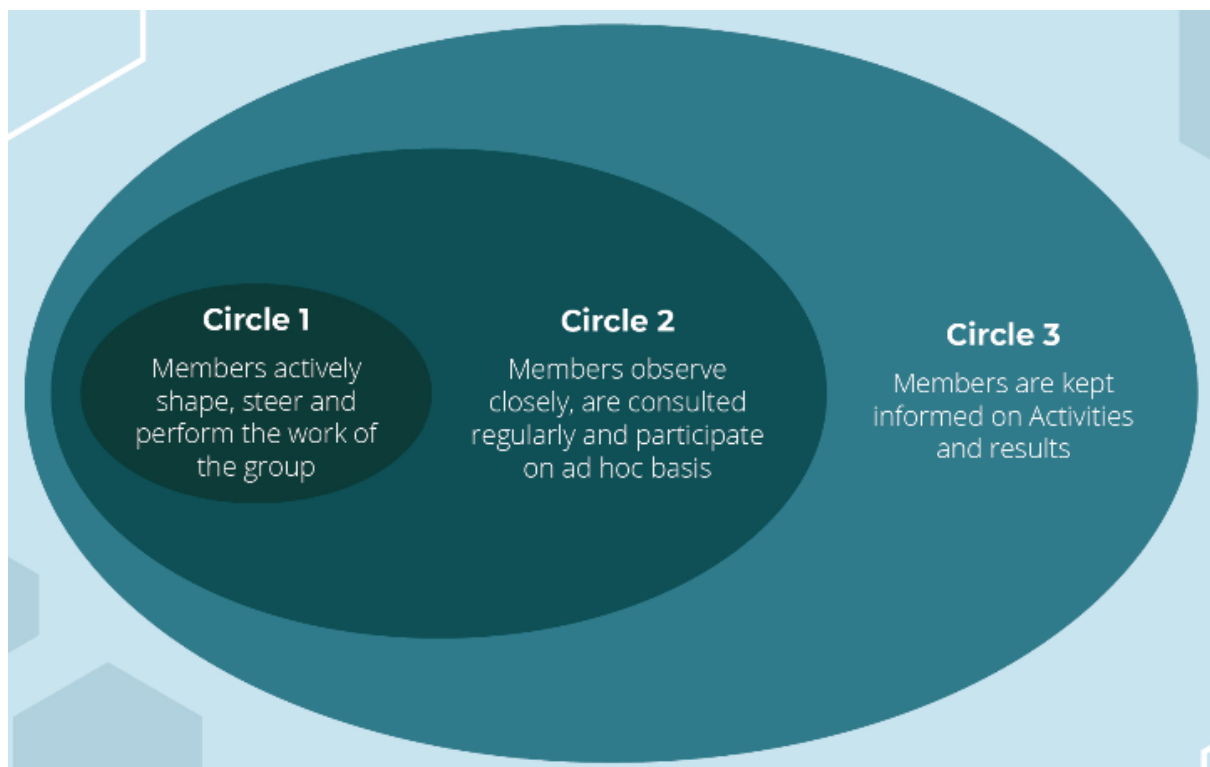 Circle 1
Members actively
shape, steer and
perform the work of
the group
Circle 2
Members observe
closely, are consulted
regularly and participate
on ad hoc basis
Circle 3
Members are kept
informed on Activities
and results